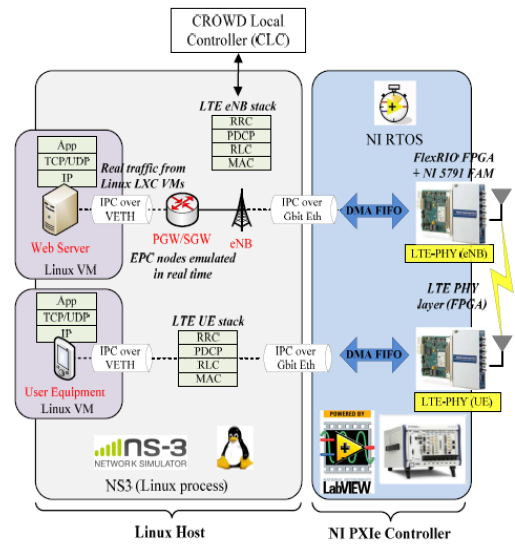 CROWD Local
Controller (CLC)
LTE eNB stack
RRC
PDCP
RLC
MAC
NI RTOS
App
TCP/UDP
IP
Real traffic from
Linux LXC VMs
FlexRIO FPGA
+ NI 5791 FAM
IPC over
VETH
IPC over
Gbit Eth
DMA FIFO
Web Server
Linux VM
PGW/SGW
eNB
EPC nodes emulated
in real time
LTE-PHY (eNB)
App
TCP/UDP
IP
LTE UE stack
RRC
PDCP
RLC
MAC
LTE PHY
layer (FPGA)
IPC over
VETH
IPC over
Gbit Eth
DMA FIFO
User Equipment
Linux VM
LTE-PHY (UE)
ns-3
NETWORK SIMULATOR
NS3 (Linux process)
POWERED BY
LabVIEW
Linux Host
NI PXIe Controller